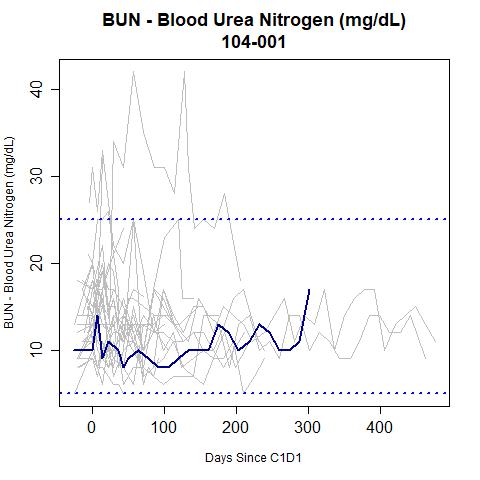 BUN - Blood Urea Nitrogen (mg/dL)
104-001
BUN - Blood Urea Nitrogen (mg/dL)
40
30
20
10
0 100 200 300 400
Days Since C1D1